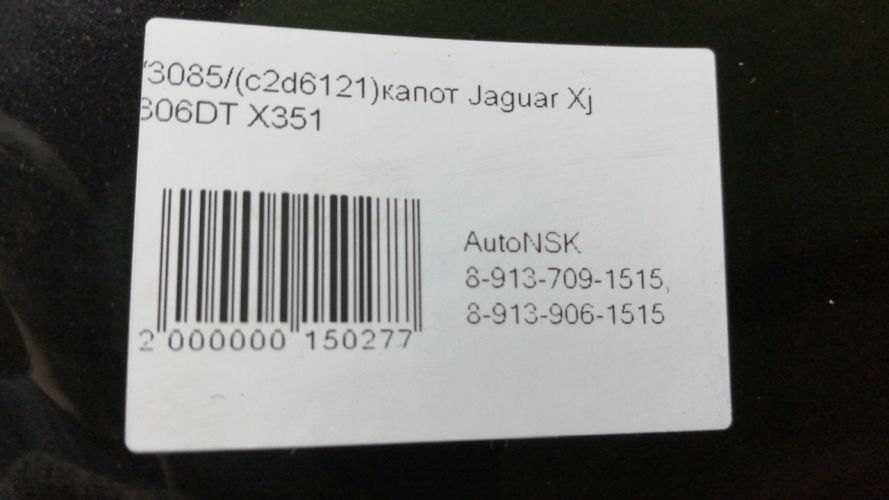 3085/(c2d6121)капот Jaguar Xj
306DT X351
AutoNSK
8-913-709-1515,
8-913-906-1515
2 000000 150277